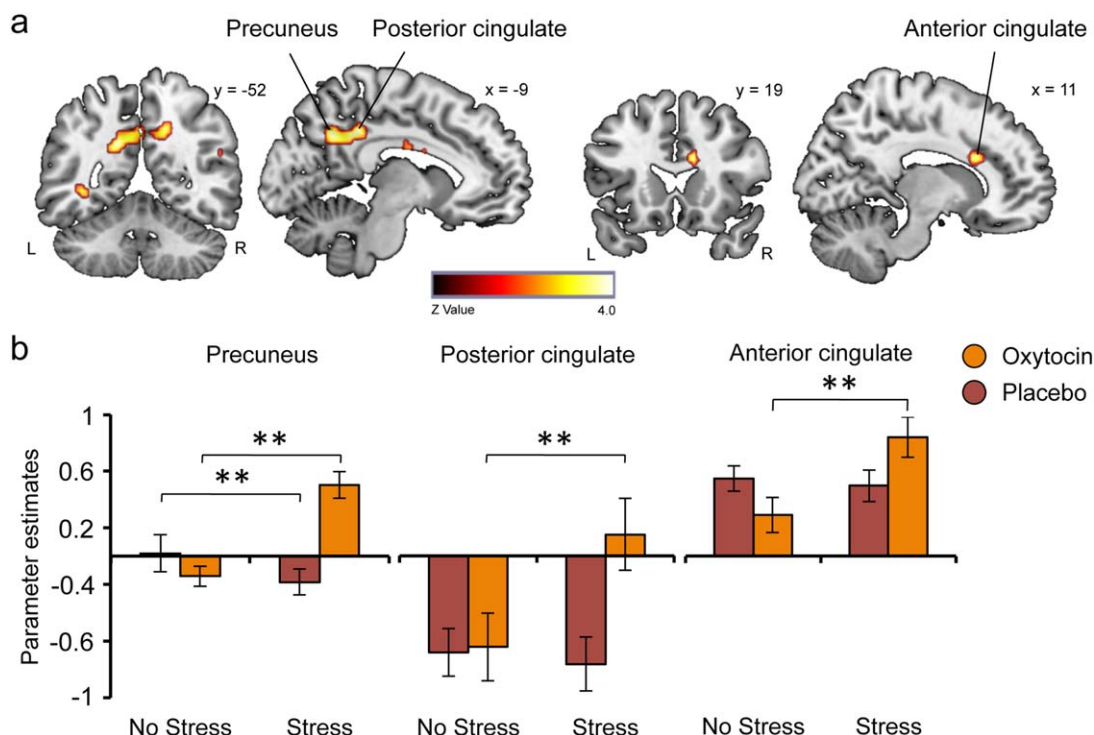 a
Precuneus Posterior cingulate Anterior cingulate
y = -52 x = -9 y = 19 x = 11
L R L R
Z Value 4.0
b
Precuneus Posterior cingulate Anterior cingulate
Oxytocin
Placebo
** ** ** **
Parameter estimates
1
0.6
0.2
-0.4
-0.6
-1
No Stress Stress No Stress Stress No Stress Stress